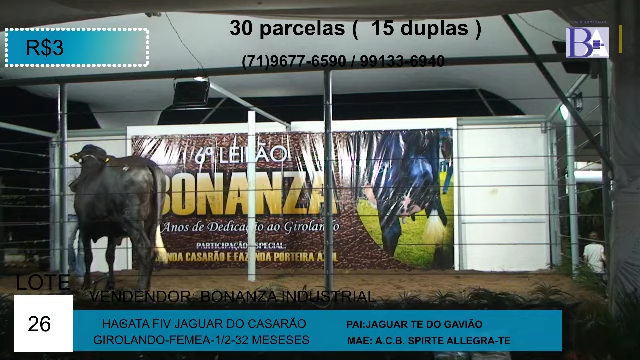 30 parcelas ( 15 duplas )
R$3
(71)9677-6590 / 99133-6940
6º LEILÃO
BONANZA
Anos de Dedicação ao Girolando
PARTICIPAÇÃO ESPECIAL:
ENDA CASARÃO E FAZENDA PORTEIRA AZUL
LOTE
VENDENDOR BONANZA INDUSTRIAL
26
HAGATA FIV JAGUAR DO CASARÃO
GIROLANDO-FEMEA-1/2-32 MESESES
PAI:JAGUAR TE DO GAVIÃO
MAE: A.C.B. SPIRTE ALLEGRA-TE